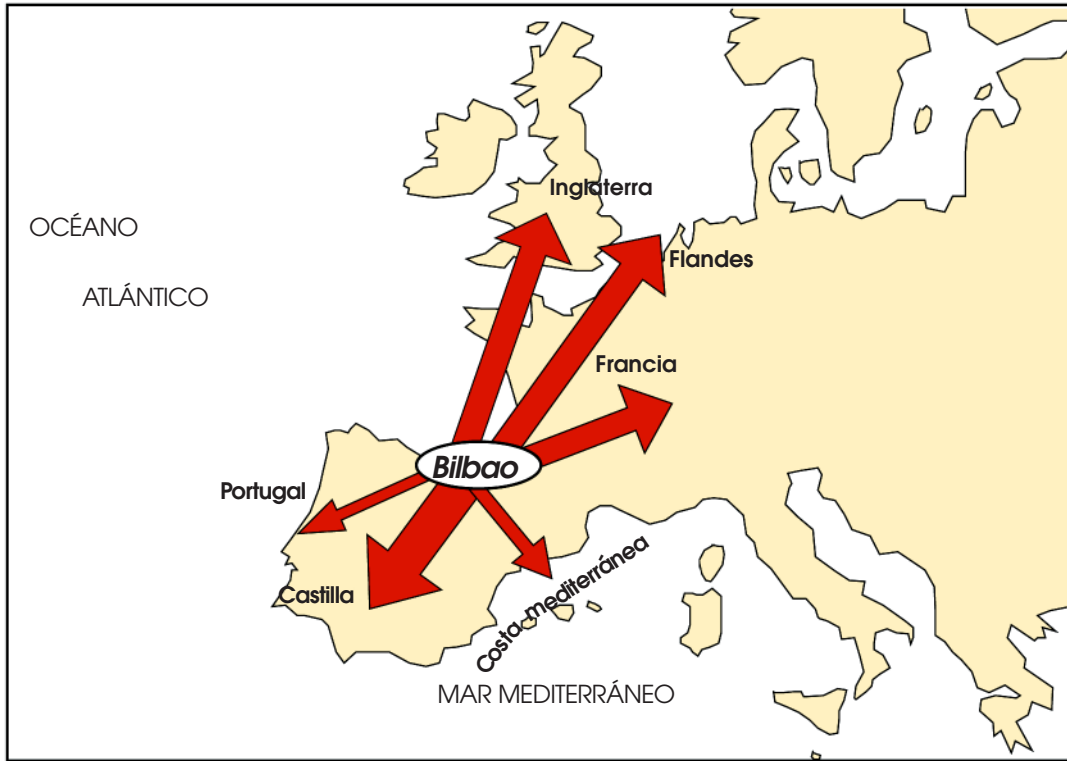 Inglaterra
OCÉANO
Flandes
ATLÁNTICO
Francia
Bilbao
Portugal
Castilla
Costa mediterránea
MAR MEDITERRÁNEO